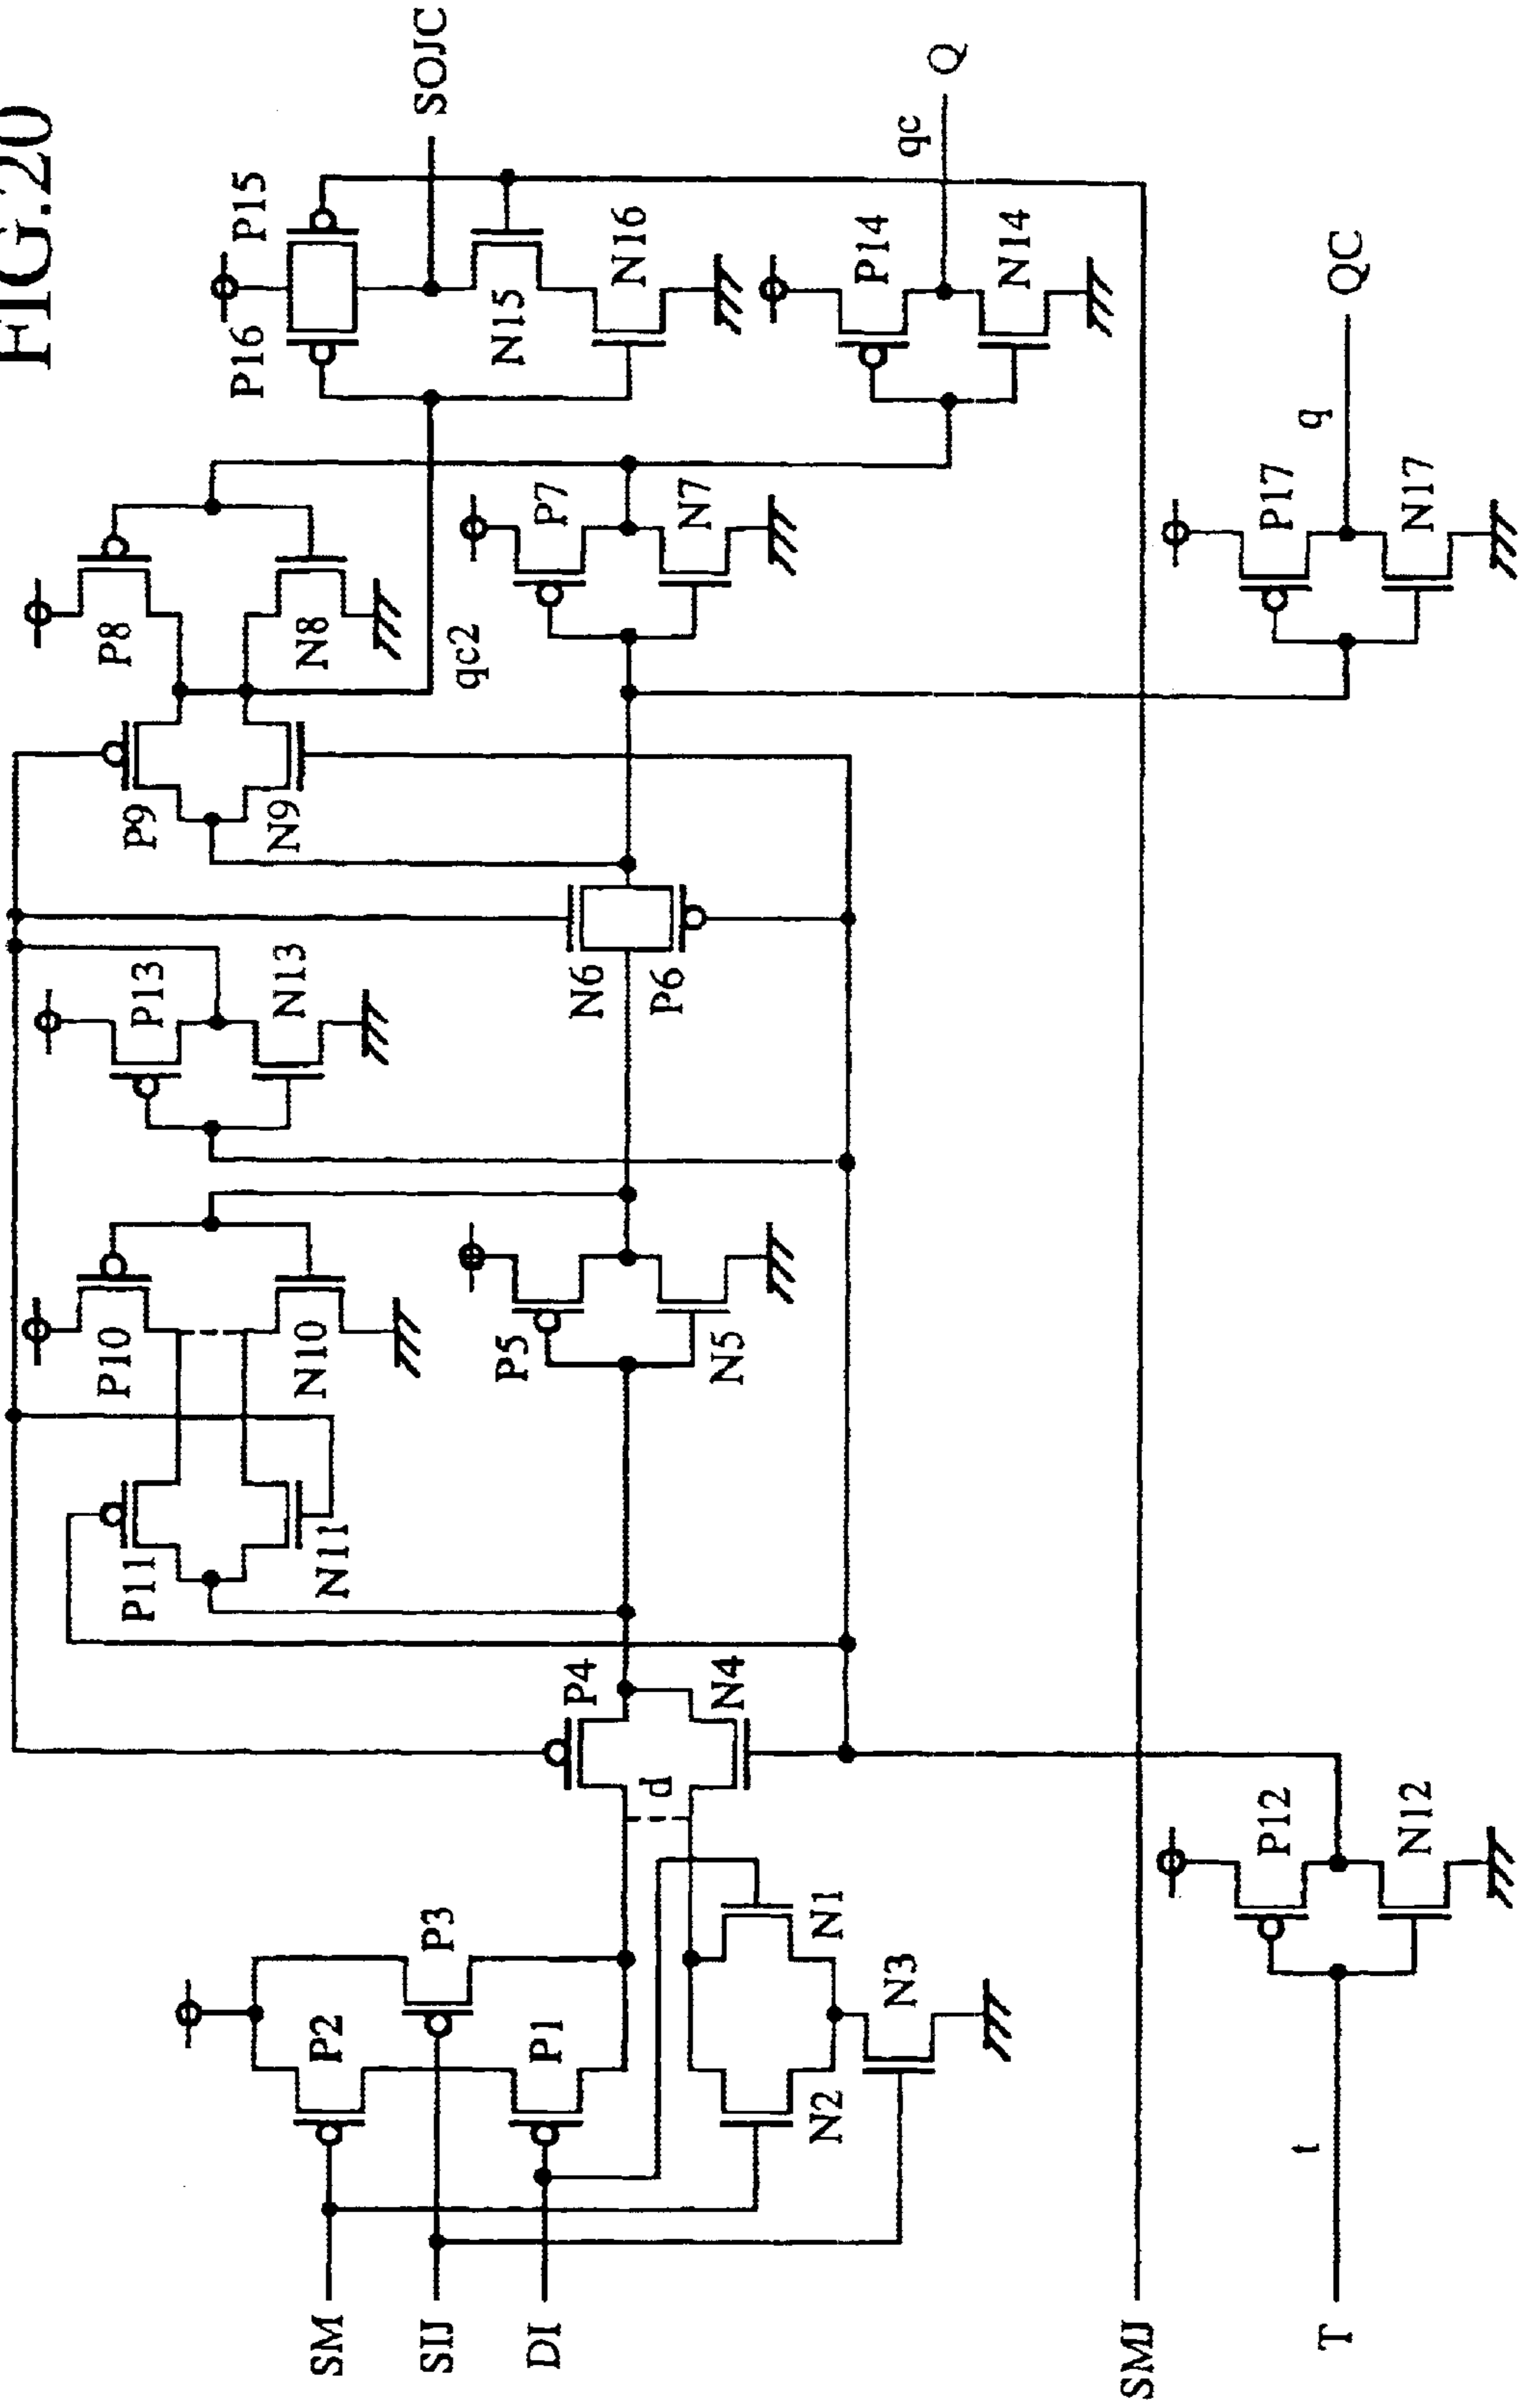 FIG.20
SM
SIJ
DI
SMJ
T
t
P2
P3
P1
N2
N1
N3
d
P4
N4
P12
N12
P11
N11
P10
N10
P5
N5
P13
N13
N6
P6
P9
N9
P8
N8
qc2
P7
N7
P17
N17
q
QC
P16
P15
N15
N16
SOJC
P14
N14
qc
Q